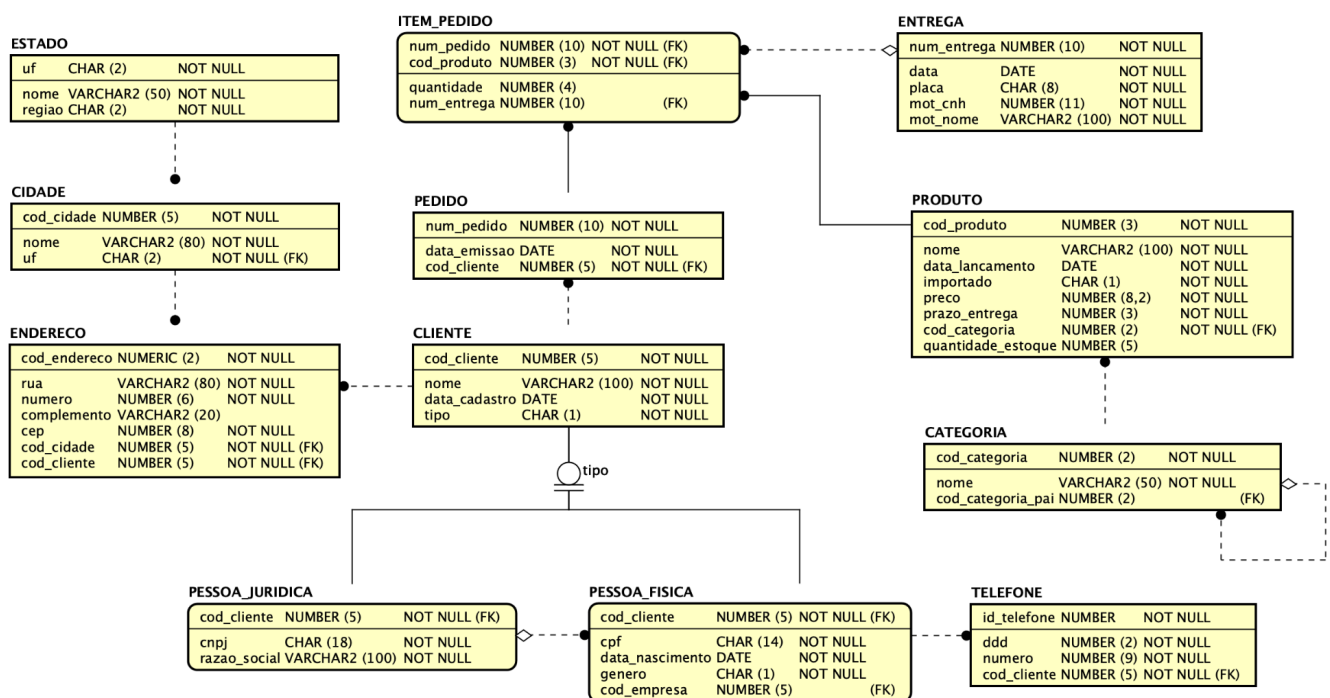 ESTADO
uf CHAR (2) NOT NULL
nome VARCHAR2 (50) NOT NULL
regiao CHAR (2) NOT NULL
CIDADE
cod_cidade NUMBER (5) NOT NULL
nome VARCHAR2 (80) NOT NULL
uf CHAR (2) NOT NULL (FK)
ENDERECO
cod_endereco NUMERIC (2) NOT NULL
rua VARCHAR2 (80) NOT NULL
numero NUMBER (6) NOT NULL
complemento VARCHAR2 (20)
cep NUMBER (8) NOT NULL
cod_cidade NUMBER (5) NOT NULL (FK)
cod_cliente NUMBER (5) NOT NULL (FK)
ITEM_PEDIDO
num_pedido NUMBER (10) NOT NULL (FK)
cod_produto NUMBER (3) NOT NULL (FK)
quantidade NUMBER (4)
num_entrega NUMBER (10) (FK)
PEDIDO
num_pedido NUMBER (10) NOT NULL
data_emissao DATE NOT NULL
cod_cliente NUMBER (5) NOT NULL (FK)
CLIENTE
cod_cliente NUMBER (5) NOT NULL
nome VARCHAR2 (100) NOT NULL
data_cadastro DATE NOT NULL
tipo CHAR (1) NOT NULL
tipo
ENTREGA
num_entrega NUMBER (10) NOT NULL
data DATE NOT NULL
placa CHAR (8) NOT NULL
mot_cnh NUMBER (11) NOT NULL
mot_nome VARCHAR2 (100) NOT NULL
PRODUTO
cod_produto NUMBER (3) NOT NULL
nome VARCHAR2 (100) NOT NULL
data_lancamento DATE NOT NULL
importado CHAR (1) NOT NULL
preco NUMBER (8,2) NOT NULL
prazo_entrega NUMBER (3) NOT NULL
cod_categoria NUMBER (2) NOT NULL (FK)
quantidade_estoque NUMBER (5)
CATEGORIA
cod_categoria NUMBER (2) NOT NULL
nome VARCHAR2 (50) NOT NULL
cod_categoria_pai NUMBER (2) (FK)
PESSOA_JURIDICA
cod_cliente NUMBER (5) NOT NULL (FK)
cnpj CHAR (18) NOT NULL
razao_social VARCHAR2 (100) NOT NULL
PESSOA_FISICA
cod_cliente NUMBER (5) NOT NULL (FK)
cpf CHAR (14) NOT NULL
data_nascimento DATE NOT NULL
genero CHAR (1) NOT NULL
cod_empresa NUMBER (5) (FK)
TELEFONE
id_telefone NUMBER NOT NULL
ddd NUMBER (2) NOT NULL
numero NUMBER (9) NOT NULL
cod_cliente NUMBER (5) NOT NULL (FK)